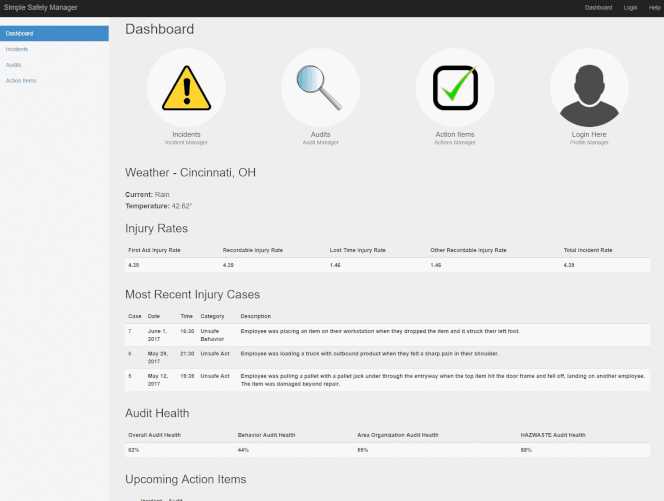 Simple Safety Manager
Dashboard Login Help
Dashboard
Incidents
Audits
Action Items
Dashboard
Incidents Audits Action Items Login Here
Incident Manager Audit Manager Actions Manager Profile Manager
Weather - Cincinnati, OH
Current: Rain
Temperature: 42.62°
Injury Rates
First Aid Injury Rate Recordable Injury Rate Lost Time Injury Rate Other Recordable Injury Rate Total Incident Rate
4.39 4.39 1.46 1.46 4.39
Most Recent Injury Cases
Case Date Time Category Description
7 June 1, 2017 16:30 Unsafe Behavior Employee was placing an item on their workstation when they dropped the item and it struck their left foot.
6 May 29, 2017 21:30 Unsafe Act Employee was loading a truck with outbound product when they felt a sharp pain in their shoulder.
5 May 12, 2017 19:38 Unsafe Act Employee was pulling a pallet with a pallet jack under through the entryway when the top item hit the door frame and fell off, landing on another employee.
The item was damaged beyond repair.
Audit Health
Overall Audit Health Behavior Audit Health Area Organization Audit Health HAZWASTE Audit Health
62% 44% 55% 88%
Upcoming Action Items
Incident Audit